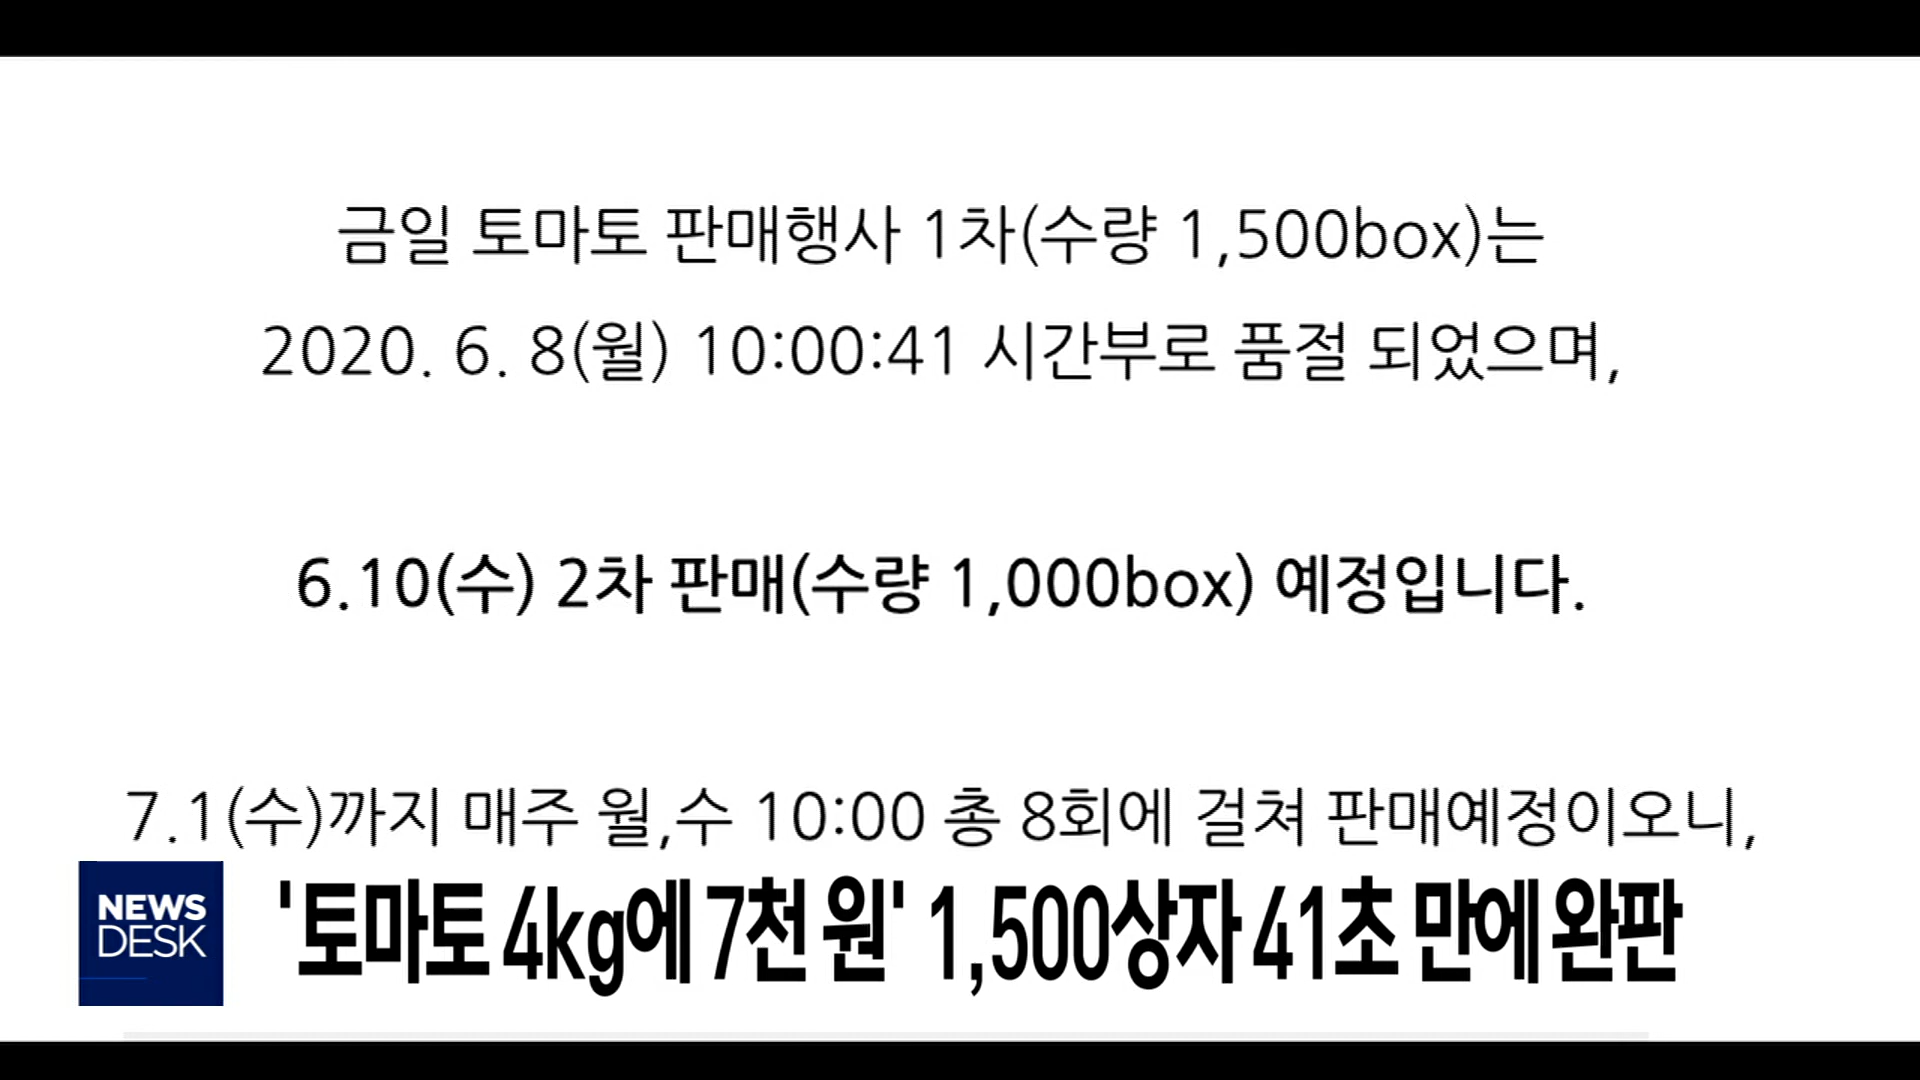 금일 토마토 판매행사 1차(수량 1,500box)는
2020. 6. 8(월) 10:00:41 시간부로 품절 되었으며,
6.10(수) 2차 판매(수량 1,000box) 예정입니다.
7.1(수)까지 매주 월,수 10:00 총 8회에 걸쳐 판매예정이오니,
NEWS
DESK
'토마토 4kg에 7천 원' 1,500상자 41초 만에 완판